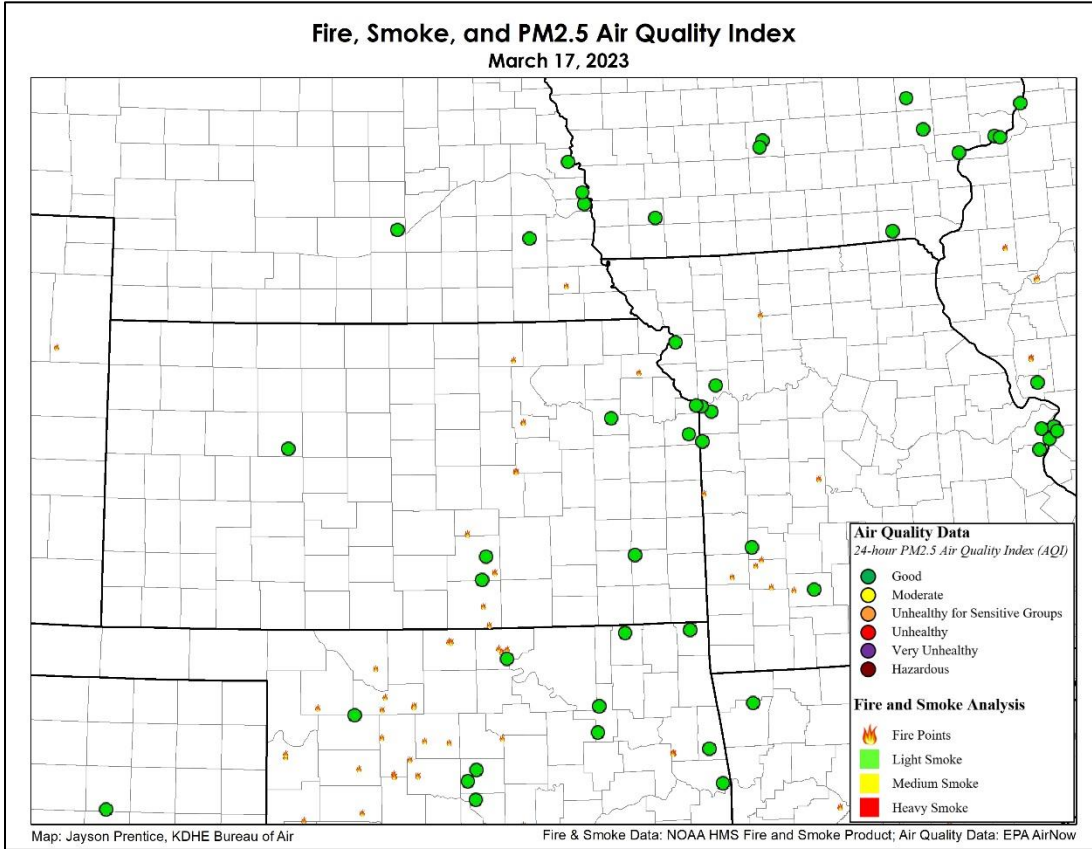 Fire, Smoke, and PM2.5 Air Quality Index
March 17, 2023
Air Quality Data
24-hour PM2.5 Air Quality Index (AQI)
Good
Moderate
Unhealthy for Sensitive Groups
Unhealthy
Very Unhealthy
Hazardous
Fire and Smoke Analysis
Fire Points
Light Smoke
Medium Smoke
Heavy Smoke
Map: Jayson Prentice, KDHE Bureau of Air
Fire & Smoke Data: NOAA HMS Fire and Smoke Product; Air Quality Data: EPA AirNow